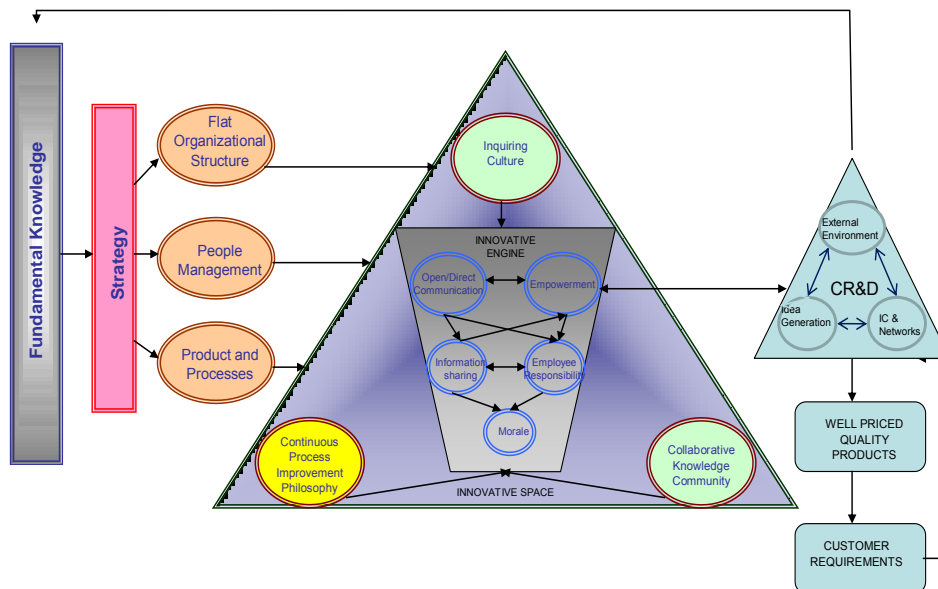 Fundamental Knowledge
Strategy
Flat
Organizational
Structure
People
Management
Product and
Processes
Inquiring
Culture
INNOVATIVE
ENGINE
Open/Direct
Communication
Empowerment
Information
sharing
Employee
Responsibility
Morale
Continuous
Process
Improvement
Philosophy
Collaborative
Knowledge
Community
INNOVATIVE SPACE
External
Environment
CR&D
Idea
Generation
IC &
Networks
WELL PRICED
QUALITY
PRODUCTS
CUSTOMER
REQUIREMENTS